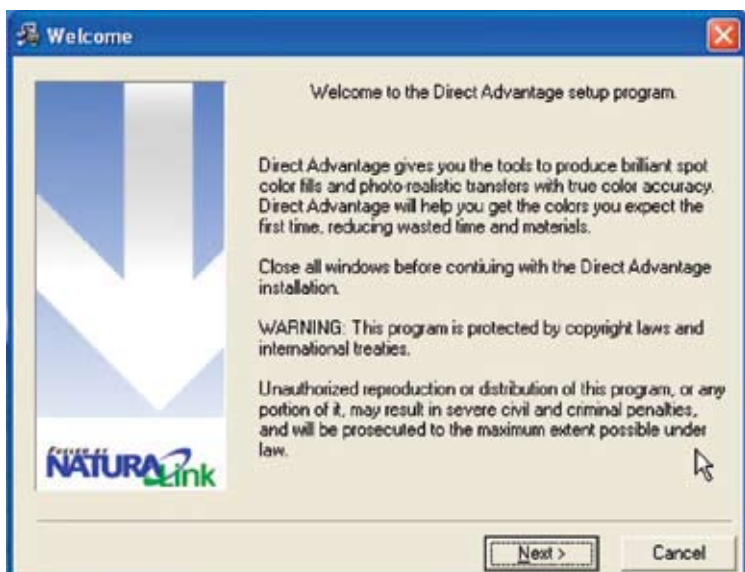 Welcome
Welcome to the Direct Advantage setup program.
Direct Advantage gives you the tools to produce brilliant spot
color fills and photo-realistic transfers with true color accuracy.
Direct Advantage will help you get the colors you expect the
first time, reducing wasted time and materials.
Close all windows before contiuing with the Direct Advantage
installation.
WARNING: This program is protected by copyright laws and
international treaties.
Unauthorized reproduction or distribution of this program, or any
portion of it, may result in severe civil and criminal penalties,
and will be prosecuted to the maximum extent possible under
law.
NATURALink
Next >
Cancel